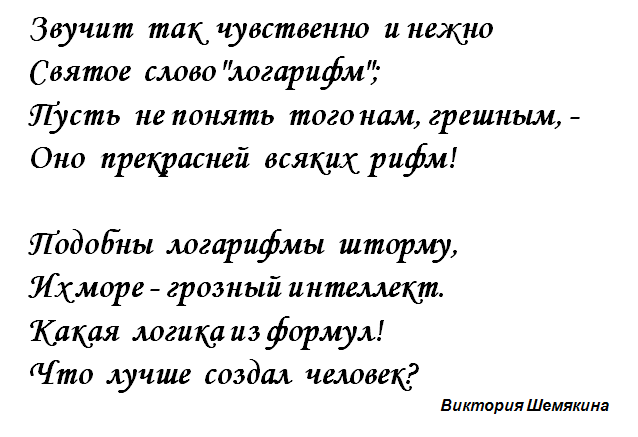 Звучит так чувственно и нежно
Святое слово "логарифм";
Пусть не понять того нам, грешным, -
Оно прекрасней всяких рифм!
Подобны логарифмы шторму,
Их море - грозный интеллект.
Какая логика из формул!
Что лучше создал человек?
Виктория Шемякина